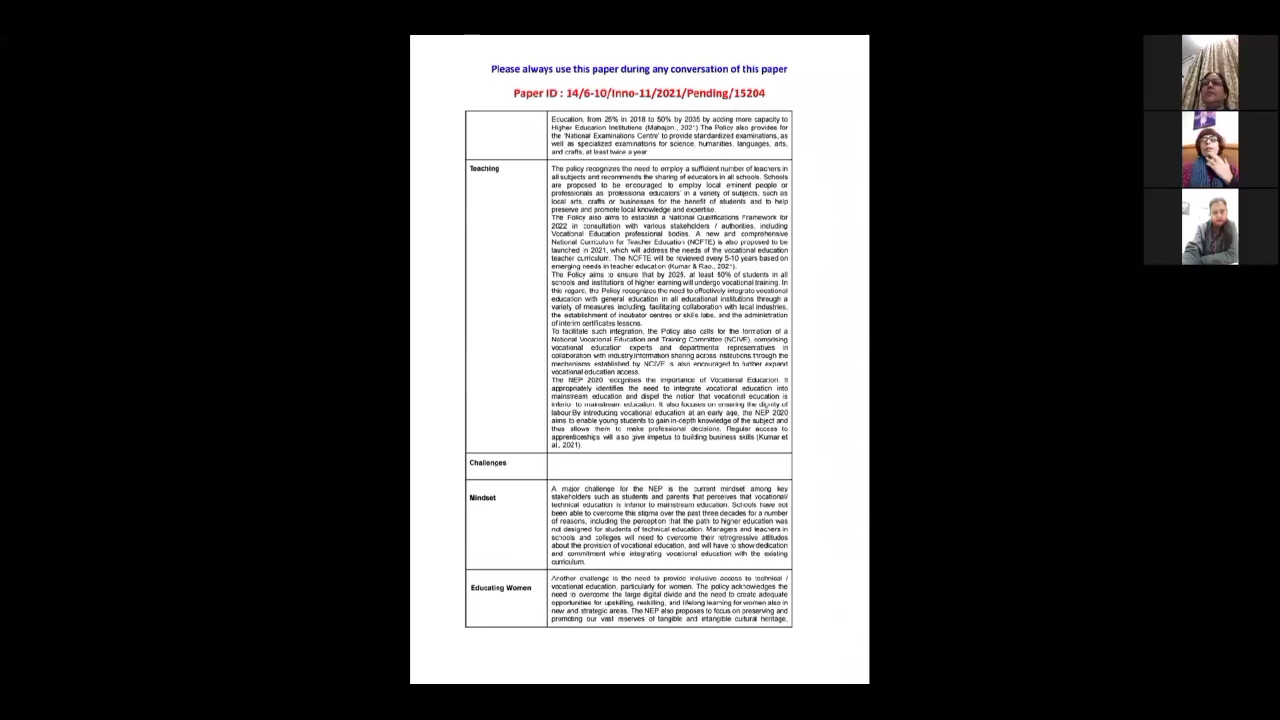 Please always use this paper during any conversation of this paper
Paper ID : 14/6-10/Inno-11/2021/Pending/15204
Education, from 26% in 2018 to 50% by 2035 by adding more capacity to
Higher Education Institutions (Mahajan., 2021).The Policy also provides for
the 'National Examinations Centre' to provide standardized examinations, as
well as specialized examinations for science, humanities, languages, arts,
and crafts, at least twice a year.
Teaching
The policy recognizes the need to employ a sufficient number of teachers in
all subjects and recommends the sharing of educators in all schools. Schools
are proposed to be encouraged to employ local eminent people or
professionals as 'professional educators' in a variety of subjects, such as
local arts, crafts or businesses for the benefit of students and to help
preserve and promote local knowledge and expertise.
The Policy also aims to establish a National Qualifications Framework for
2022 in consultation with various stakeholders / authorities, including
Vocational Education professional bodies. A new and comprehensive
National Curriculum for Teacher Education (NCFTE) is also proposed to be
launched in 2021, which will address the needs of the vocational education
teacher curriculum. The NCFTE will be reviewed every 5-10 years based on
emerging needs in teacher education (Kumar & Rao., 2021).
The Policy aims to ensure that by 2025, at least 50% of students in all
schools and institutions of higher learning will undergo vocational training. In
this regard, the Policy recognizes the need to effectively integrate vocational
education with general education in all educational institutions through a
variety of measures including, facilitating collaboration with local industries,
the establishment of incubator centres or skills labs, and the administration
of interim certificates lessons.
To facilitate such integration, the Policy also calls for the formation of a
National Vocational Education and Training Committee (NCIVE), comprising
vocational education experts and departmental representatives in
collaboration with industry.Information sharing across institutions through the
mechanisms established by NCIVE is also encouraged to further expand
vocational education access.
The NEP 2020 recognises the importance of Vocational Education. It
appropriately identifies the need to integrate vocational education into
mainstream education and dispel the notion that vocational education is
inferior to mainstream education. It also focuses on ensuring the dignity of
labour.By introducing vocational education at an early age, the NEP 2020
aims to enable young students to gain in-depth knowledge of the subject and
thus allows them to make professional decisions. Regular access to
apprenticeships will also give impetus to building business skills (Kumar et
al., 2021).
Challenges
Mindset
A major challenge for the NEP is the current mindset among key
stakeholders such as students and parents that perceives that vocational/
technical education is inferior to mainstream education. Schools have not
been able to overcome this stigma over the past three decades for a number
of reasons, including the perception that the path to higher education was
not designed for students of technical education. Managers and teachers in
schools and colleges will need to overcome their retrogressive attitudes
about the provision of vocational education, and will have to show dedication
and commitment while integrating vocational education with the existing
curriculum.
Educating Women
Another challenge is the need to provide inclusive access to technical /
vocational education, particularly for women. The policy acknowledges the
need to overcome the large digital divide and the need to create adequate
opportunities for upskilling, reskilling, and lifelong learning for women also in
new and strategic areas. The NEP also proposes to focus on preserving and
promoting our vast reserves of tangible and intangible cultural heritage,